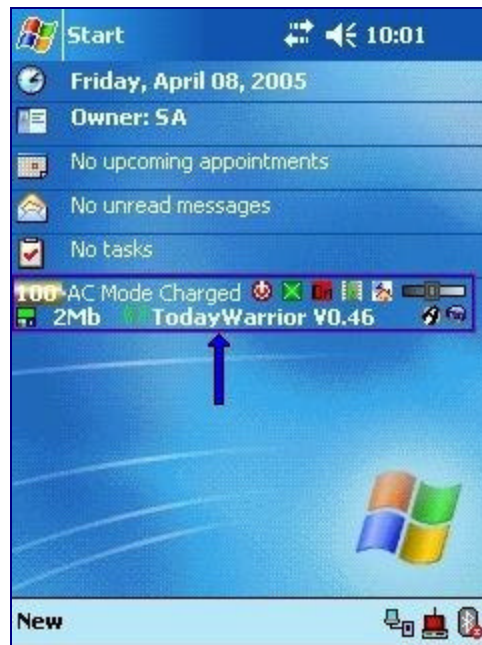 Start 10:01
Friday, April 08, 2005
Owner: SA
No upcoming appointments
No unread messages
No tasks
100 AC Mode Charged
2Mb TodayWarrior V0.46
New